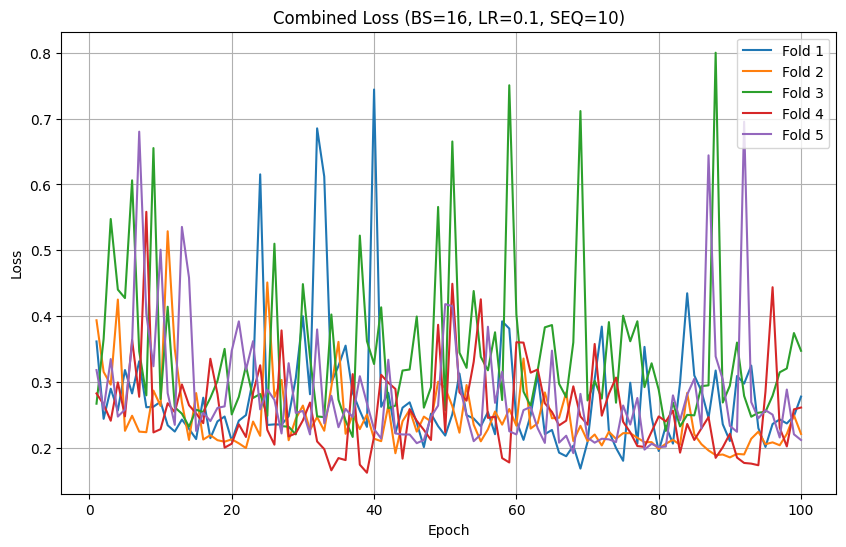 Combined Loss (BS=16, LR=0.1, SEQ=10)
Fold 1
Fold 2
Fold 3
Fold 4
Fold 5
Loss
0.8
0.7
0.6
0.5
0.4
0.3
0.2
0 20 40 60 80 100
Epoch